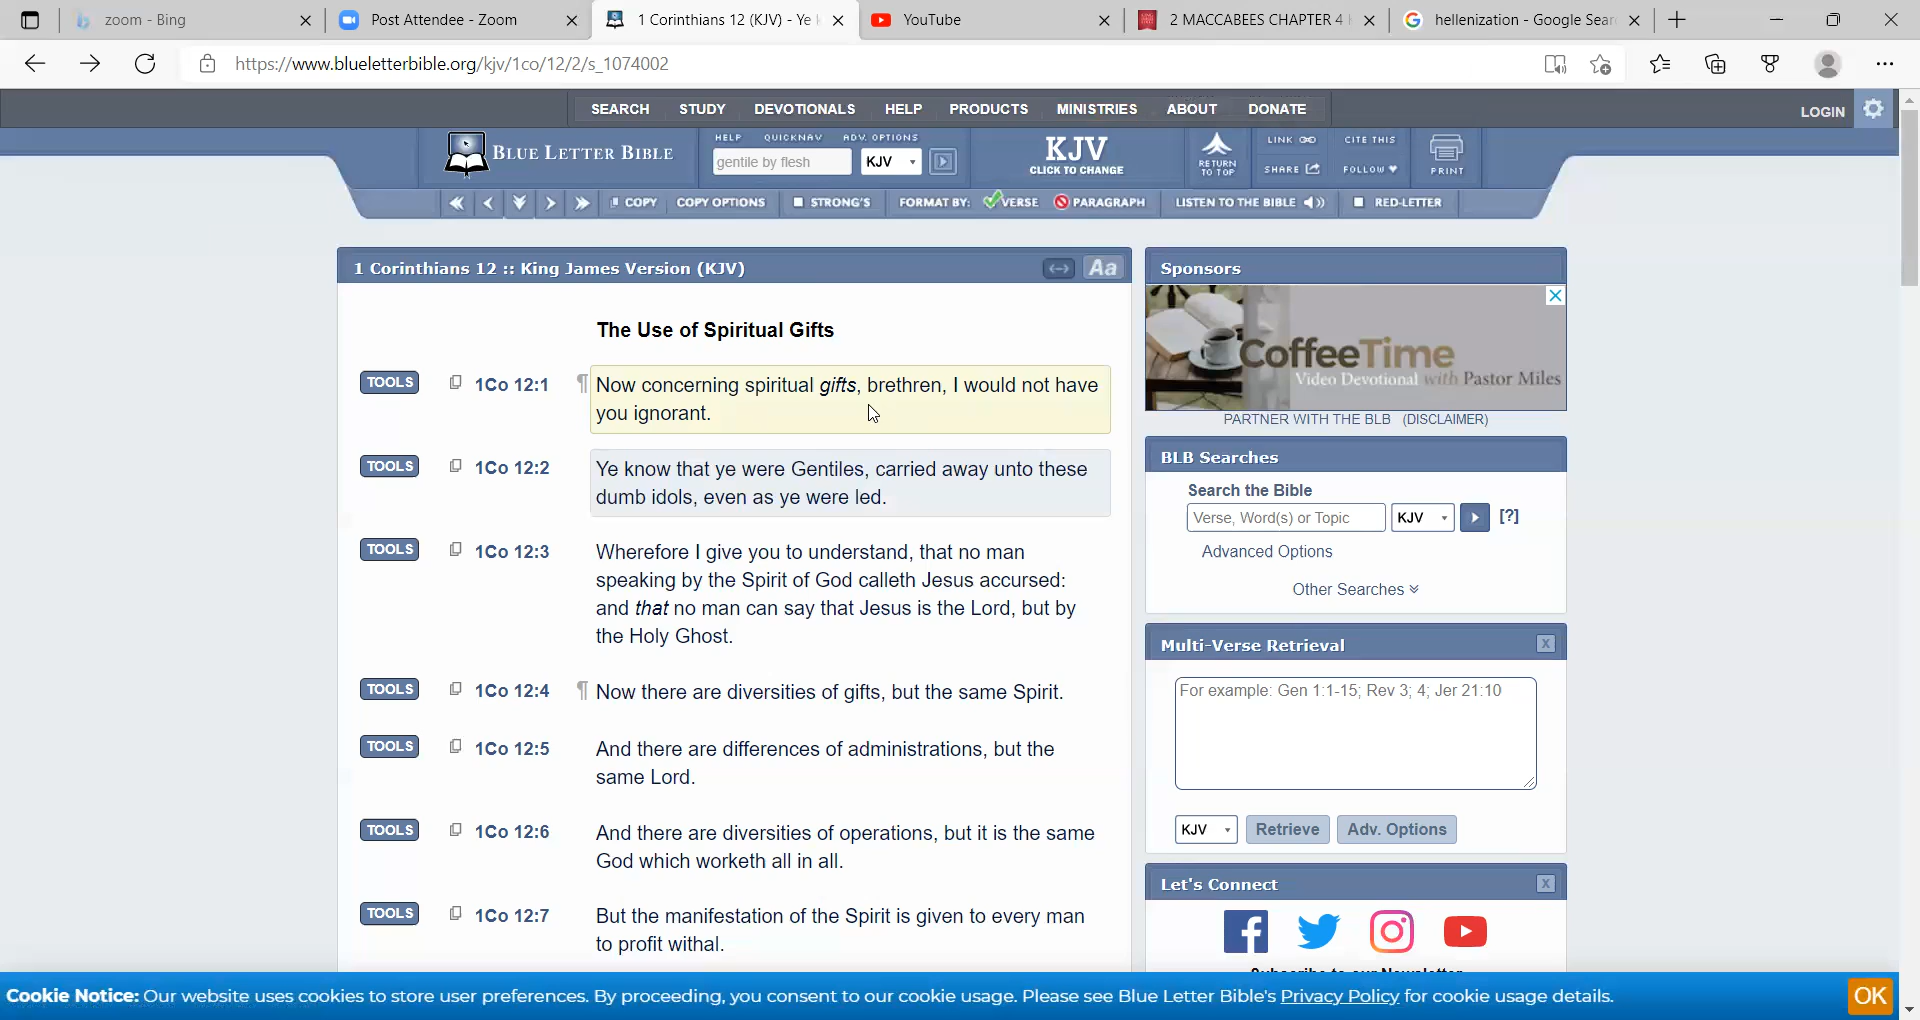 zoom - Bing
Post Attendee - Zoom
1 Corinthians 12 (KJV) - Ye
YouTube
2 MACCABEES CHAPTER 4
hellenization - Google Sear
https://www.blueletterbible.org/kjv/1co/12/2/s_1074002
SEARCH STUDY DEVOTIONALS HELP PRODUCTS MINISTRIES ABOUT DONATE
LOGIN
BLUE LETTER BIBLE
HELP QUICKNAV ADV. OPTIONS
gentile by flesh KJV
KJV
CLICK TO CHANGE
RETURN
TO TOP
LINK CITE THIS
SHARE FOLLOW
PRINT
COPY COPY OPTIONS STRONG'S FORMAT BY: VERSE PARAGRAPH LISTEN TO THE BIBLE RED-LETTER
1 Corinthians 12 :: King James Version (KJV) Aa
The Use of Spiritual Gifts
TOOLS 1Co 12:1 ¶ Now concerning spiritual gifts, brethren, I would not have
you ignorant.
TOOLS 1Co 12:2 Ye know that ye were Gentiles, carried away unto these
dumb idols, even as ye were led.
TOOLS 1Co 12:3 Wherefore I give you to understand, that no man
speaking by the Spirit of God calleth Jesus accursed:
and that no man can say that Jesus is the Lord, but by
the Holy Ghost.
TOOLS 1Co 12:4 ¶ Now there are diversities of gifts, but the same Spirit.
TOOLS 1Co 12:5 And there are differences of administrations, but the
same Lord.
TOOLS 1Co 12:6 And there are diversities of operations, but it is the same
God which worketh all in all.
TOOLS 1Co 12:7 But the manifestation of the Spirit is given to every man
to profit withal.
Sponsors
CoffeeTime
Video Devotional with Pastor Miles
PARTNER WITH THE BLB (DISCLAIMER)
BLB Searches
Search the Bible
Verse, Word(s) or Topic KJV [?]
Advanced Options
Other Searches
Multi-Verse Retrieval X
For example: Gen 1:1-15; Rev 3; 4; Jer 21:10
KJV Retrieve Adv. Options
Let's Connect X
Cookie Notice: Our website uses cookies to store user preferences. By proceeding, you consent to our cookie usage. Please see Blue Letter Bible's Privacy Policy for cookie usage details.
OK